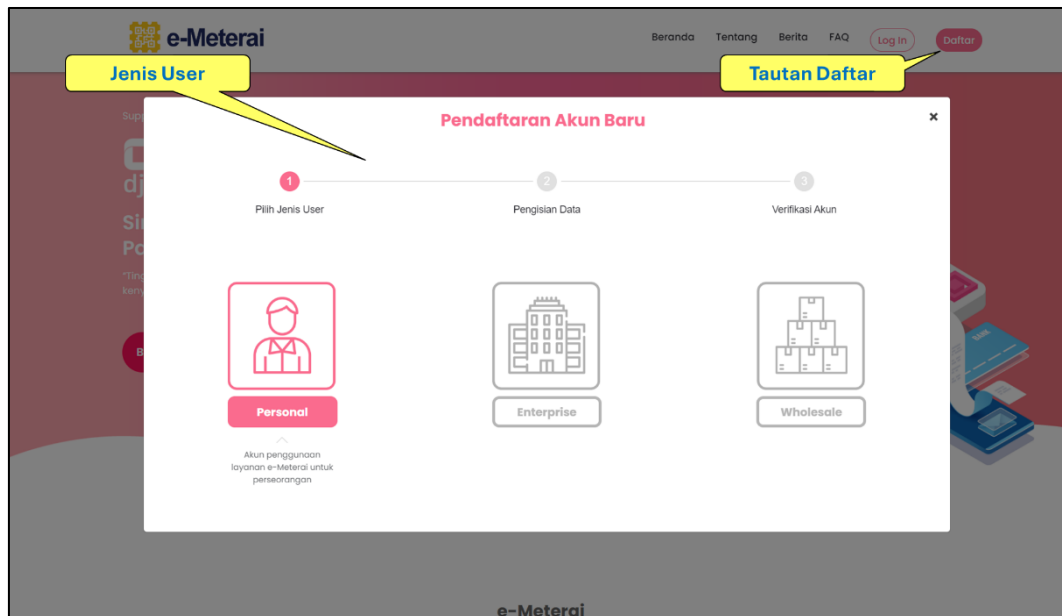 e-Meterai
Beranda Tentang Berita FAQ Log In Daftar
Jenis User
Tautan Daftar
Pendaftaran Akun Baru
×
1
2
3
Pilih Jenis User
Pengisian Data
Verifikasi Akun
Personal
Enterprise
Wholesale
Akun penggunaan
layanan e-Meterai untuk
perseorangan
BANK
e-Meterai